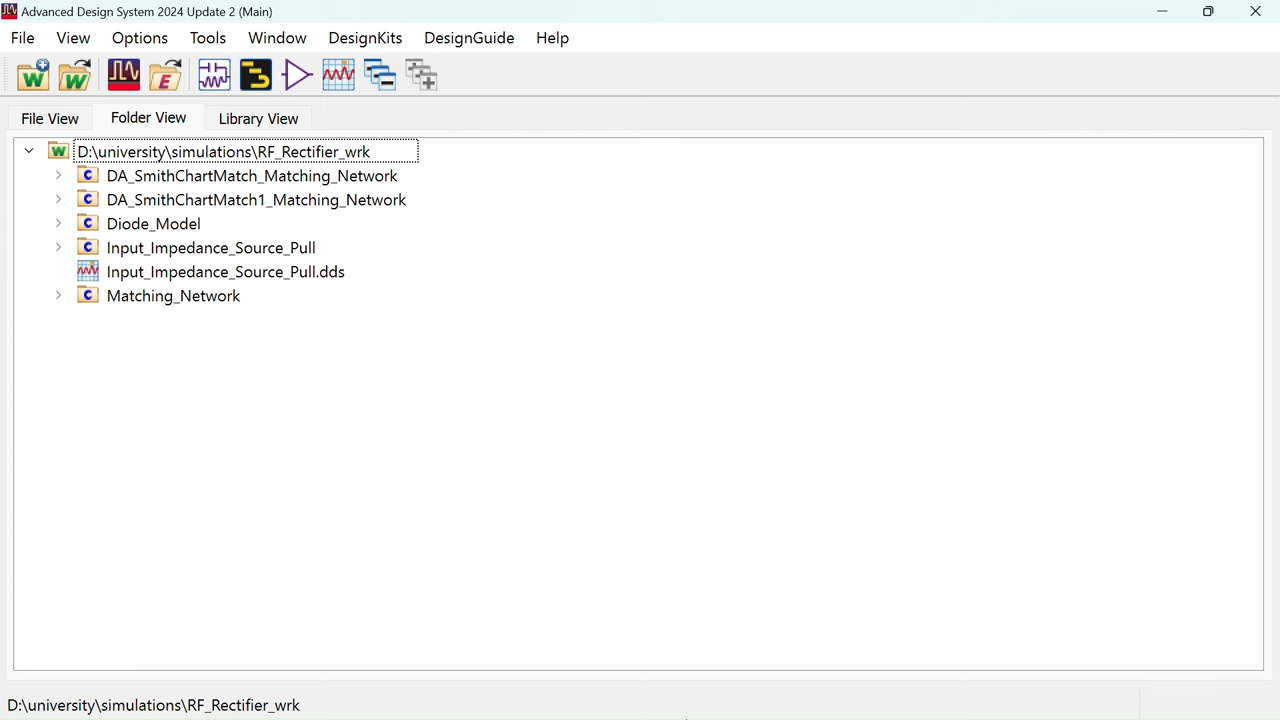 Advanced Design System 2024 Update 2 (Main)
File View Options Tools Window DesignKits DesignGuide Help
File View Folder View Library View
D:\university\simulations\RF_Rectifier_wrk
DA_SmithChartMatch_Matching_Network
DA_SmithChartMatch1_Matching_Network
Diode_Model
Input_Impedance_Source_Pull
Input_Impedance_Source_Pull.dds
Matching_Network
D:\university\simulations\RF_Rectifier_wrk